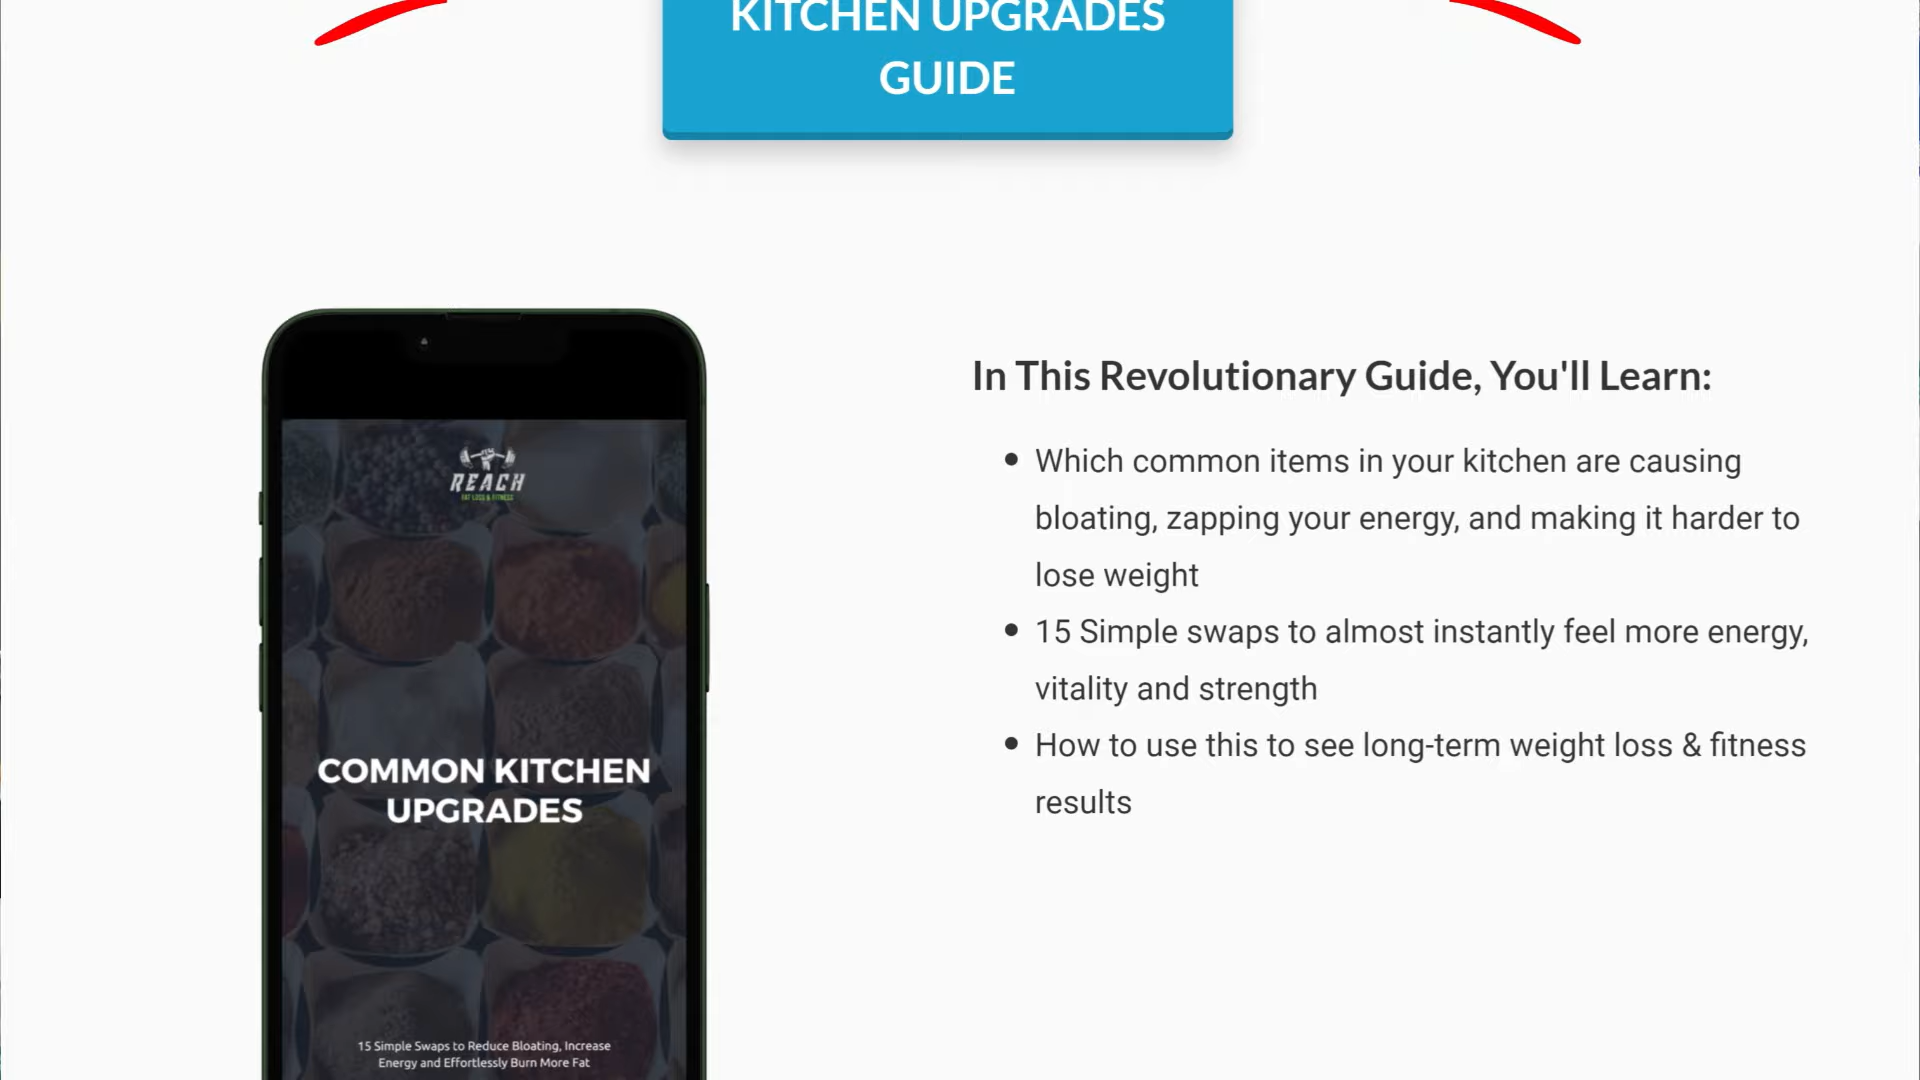 KITCHEN UPGRADES
GUIDE
In This Revolutionary Guide, You'll Learn:
Which common items in your kitchen are causing
bloating, zapping your energy, and making it harder to
lose weight
15 Simple swaps to almost instantly feel more energy,
vitality and strength
How to use this to see long-term weight loss & fitness
results
REACH
FAT LOSS & FITNESS
COMMON KITCHEN
UPGRADES
15 Simple Swaps to Reduce Bloating, Increase
Energy and Effortlessly Burn More Fat